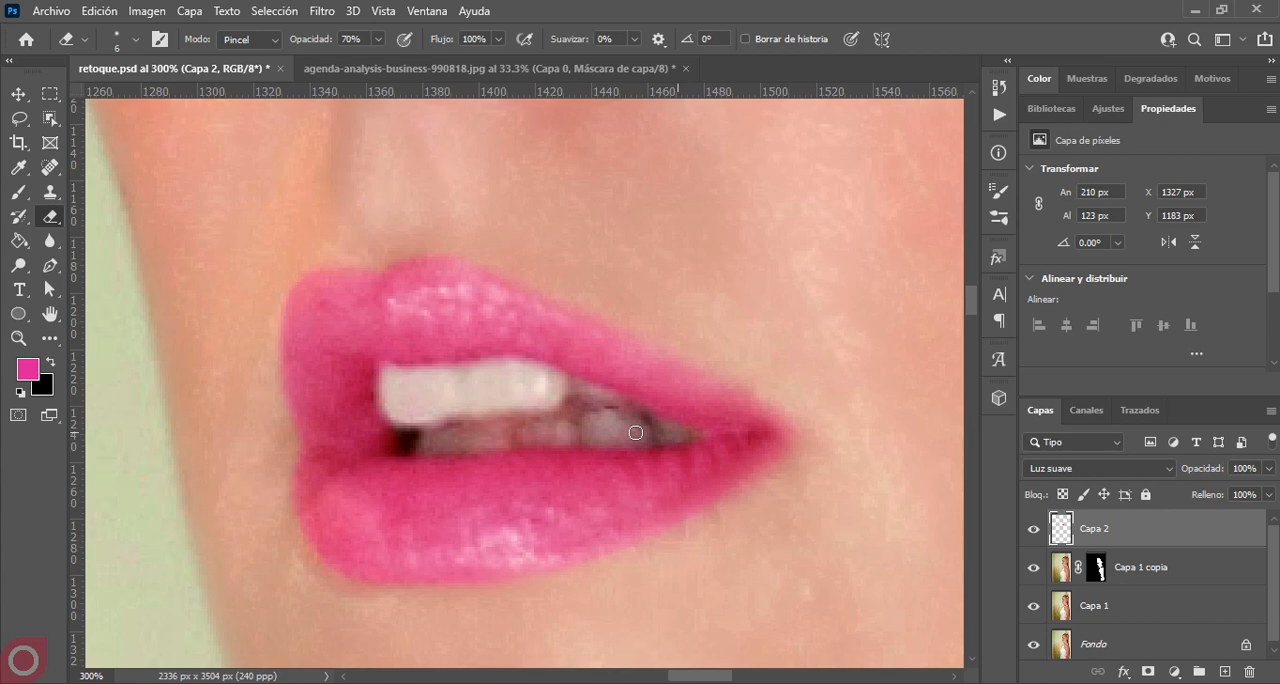 Ps Archivo Edición Imagen Capa Texto Selección Filtro 3D Vista Ventana Ayuda
6 Modo: Pincel Opacidad: 70% Flujo: 100% Suavizar: 0% 0° Borrar de historia
retoque.psd al 300% (Capa 2, RGB/8*) * × agenda-analysis-business-990818.jpg al 33.3% (Capa 0, Máscara de capa/8) * ×
1260 1280 1300 1320 1340 1360 1380 1400 1420 1440 1460 1480 1500 1520 1540 1560
Color Muestras Degradados Motivos
Bibliotecas Ajustes Propiedades
Capa de píxeles
Transformar
An 210 px X 1327 px
Al 123 px Y 1183 px
0.00°
Alinear y distribuir
Alinear:
Capas Canales Trazados
Tipo
Luz suave Opacidad: 100%
Bloq.: Relleno: 100%
Capa 2
Capa 1 copia
Capa 1
Fondo
300% 2336 px x 3504 px (240 ppp)